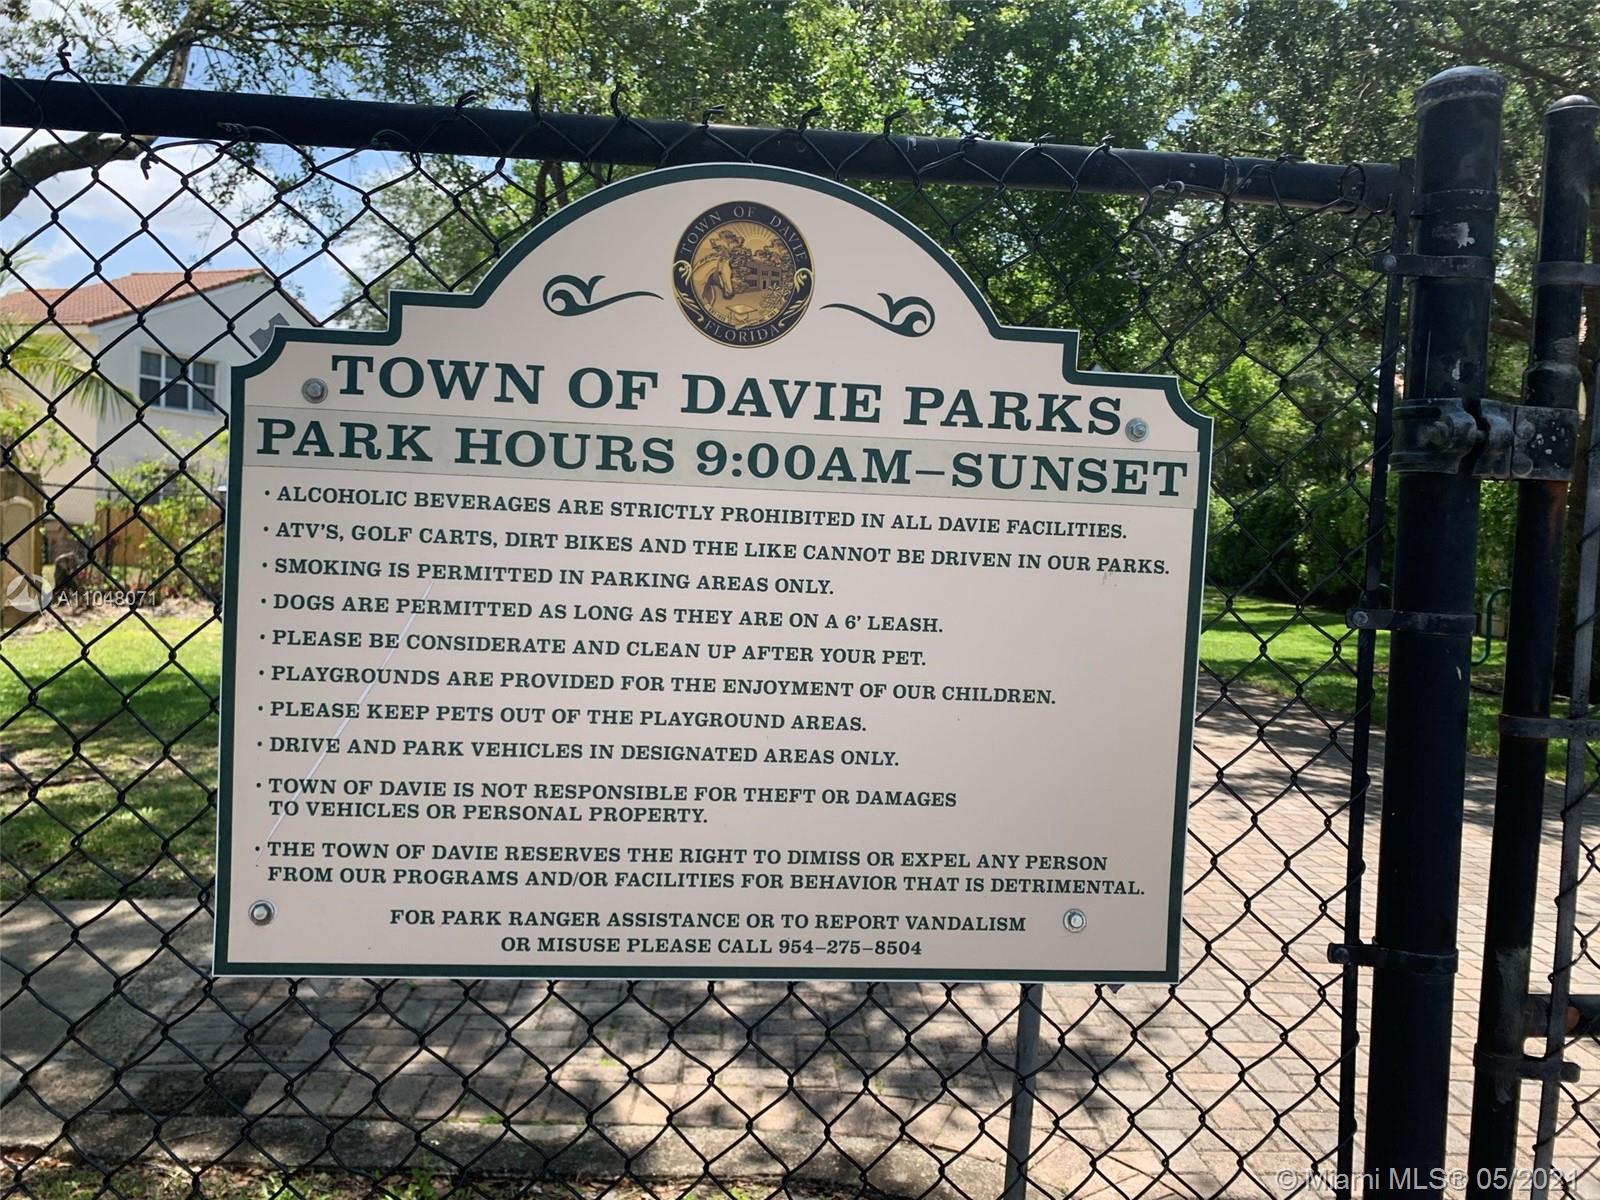 TOWN OF DAVIE
FLORIDA
TOWN OF DAVIE PARKS
PARK HOURS 9:00AM–SUNSET
• ALCOHOLIC BEVERAGES ARE STRICTLY PROHIBITED IN ALL DAVIE FACILITIES.
• ATV'S, GOLF CARTS, DIRT BIKES AND THE LIKE CANNOT BE DRIVEN IN OUR PARKS.
• SMOKING IS PERMITTED IN PARKING AREAS ONLY.
• DOGS ARE PERMITTED AS LONG AS THEY ARE ON A 6' LEASH.
• PLEASE BE CONSIDERATE AND CLEAN UP AFTER YOUR PET.
• PLAYGROUNDS ARE PROVIDED FOR THE ENJOYMENT OF OUR CHILDREN.
• PLEASE KEEP PETS OUT OF THE PLAYGROUND AREAS.
• DRIVE AND PARK VEHICLES IN DESIGNATED AREAS ONLY.
• TOWN OF DAVIE IS NOT RESPONSIBLE FOR THEFT OR DAMAGES
TO VEHICLES OR PERSONAL PROPERTY.
• THE TOWN OF DAVIE RESERVES THE RIGHT TO DIMISS OR EXPEL ANY PERSON
FROM OUR PROGRAMS AND/OR FACILITIES FOR BEHAVIOR THAT IS DETRIMENTAL.
FOR PARK RANGER ASSISTANCE OR TO REPORT VANDALISM
OR MISUSE PLEASE CALL 954–275–8504
A11048071
© Miami MLS® 05/2021